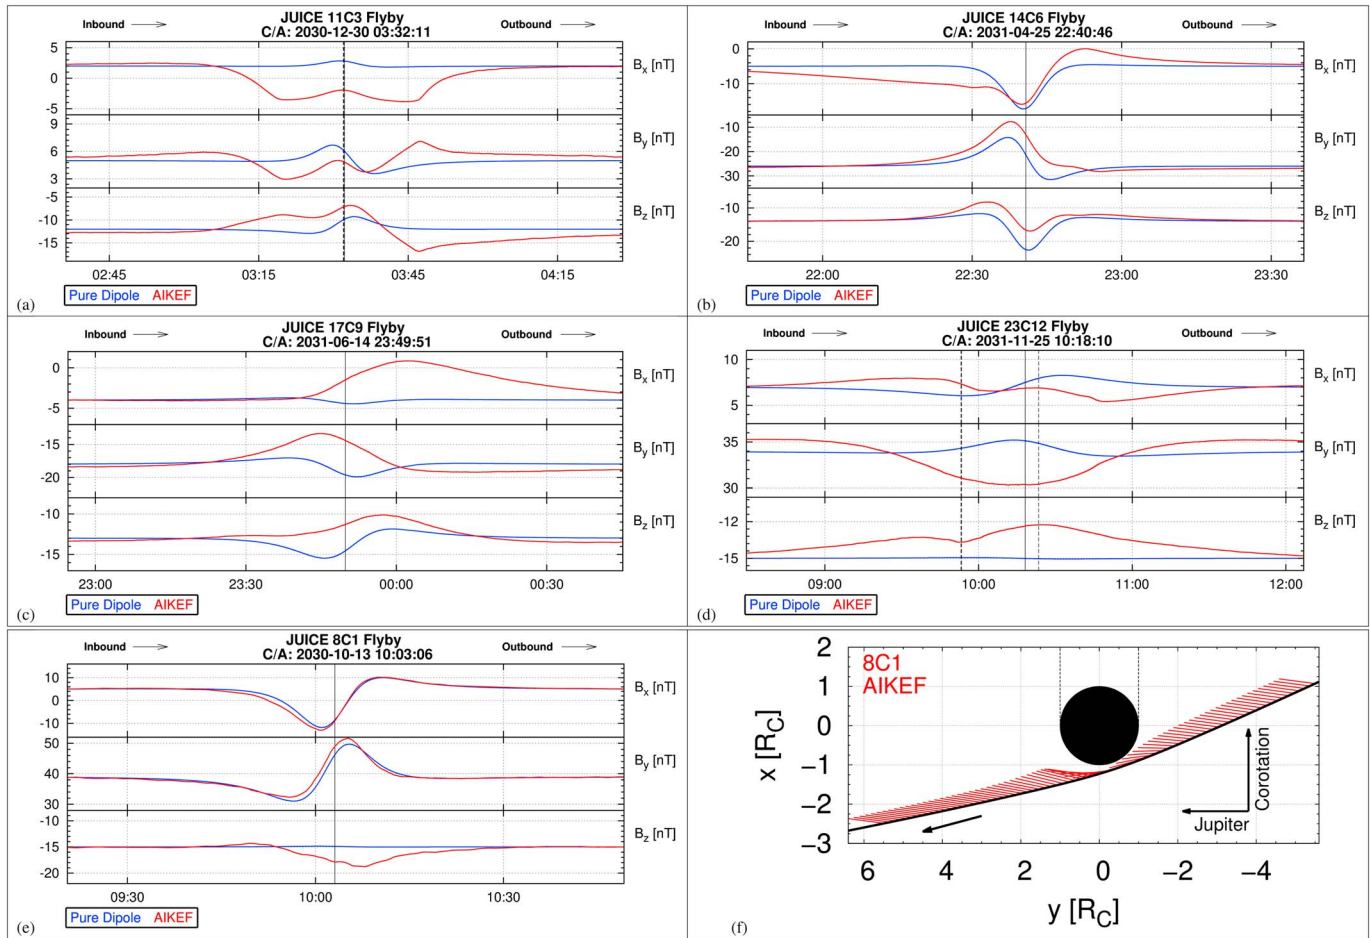 Inbound
JUICE 11C3 Flyby
C/A: 2030-12-30 03:32:11
Outbound
5
0
-5
Bx [nT]
9
6
3
By [nT]
-5
-10
-15
Bz [nT]
02:45 03:15 03:45 04:15
(a)
Pure Dipole AIKEF
Inbound
JUICE 14C6 Flyby
C/A: 2031-04-25 22:40:46
Outbound
0
-10
Bx [nT]
-10
-20
-30
By [nT]
-10
-20
Bz [nT]
22:00 22:30 23:00 23:30
(b)
Pure Dipole AIKEF
Inbound
JUICE 17C9 Flyby
C/A: 2031-06-14 23:49:51
Outbound
0
-5
Bx [nT]
-15
-20
By [nT]
-10
-15
Bz [nT]
23:00 23:30 00:00 00:30
(c)
Pure Dipole AIKEF
Inbound
JUICE 23C12 Flyby
C/A: 2031-11-25 10:18:10
Outbound
10
5
Bx [nT]
35
30
By [nT]
-12
-15
Bz [nT]
09:00 10:00 11:00 12:00
(d)
Pure Dipole AIKEF
Inbound
JUICE 8C1 Flyby
C/A: 2030-10-13 10:03:06
Outbound
10
0
-10
Bx [nT]
50
40
30
By [nT]
-10
-15
-20
Bz [nT]
09:30 10:00 10:30
(e)
Pure Dipole AIKEF
8C1
AIKEF
2
1
0
-1
-2
-3
x [RC]
Corotation
Jupiter
6 4 2 0 -2 -4
y [RC]
(f)